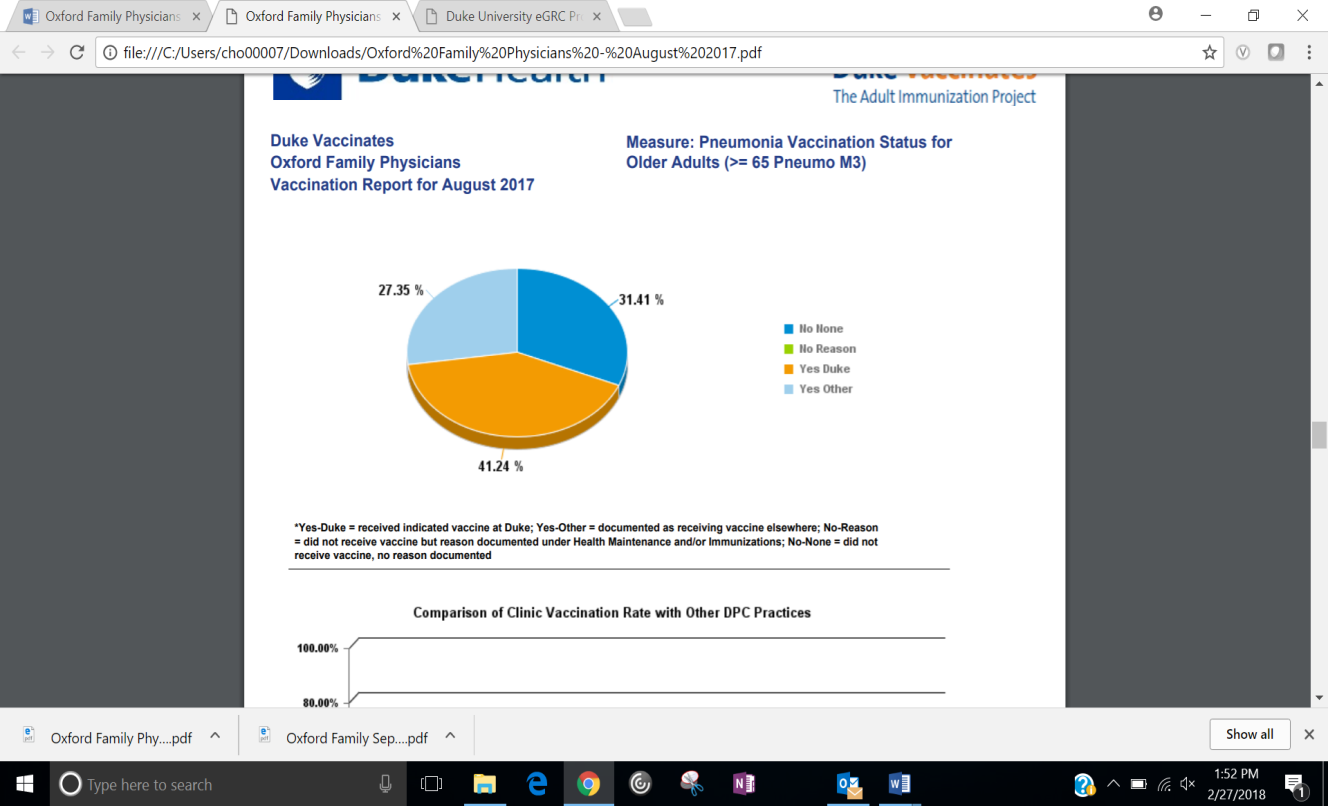 Oxford Family Physicians
Oxford Family Physicians
Duke University eGRC Pr
file:///C:/Users/cho00007/Downloads/Oxford%20Family%20Physicians%20-%20August%202017.pdf
DukeHealth
Duke Vaccinates
The Adult Immunization Project
Duke Vaccinates
Oxford Family Physicians
Vaccination Report for August 2017
Measure: Pneumonia Vaccination Status for
Older Adults (>= 65 Pneumo M3)
27.35 %
31.41 %
41.24 %
No None
No Reason
Yes Duke
Yes Other
*Yes-Duke = received indicated vaccine at Duke; Yes-Other = documented as receiving vaccine elsewhere; No-Reason
= did not receive vaccine but reason documented under Health Maintenance and/or Immunizations; No-None = did not
receive vaccine, no reason documented
Comparison of Clinic Vaccination Rate with Other DPC Practices
100.00%
80.00%
Oxford Family Phy....pdf
Oxford Family Sep....pdf
Show all
Type here to search
1:52 PM
2/27/2018
1